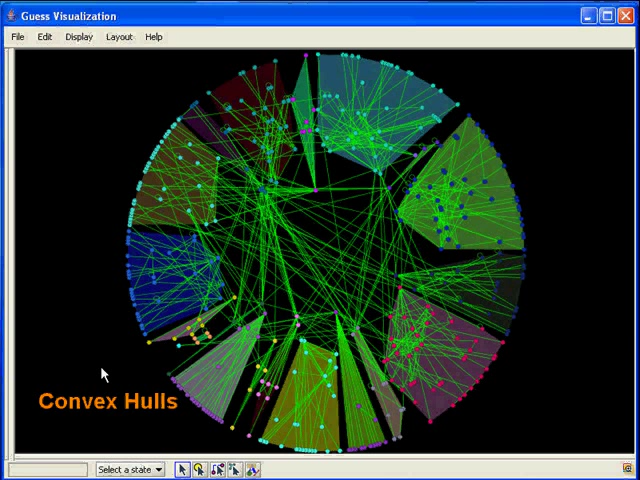 Guess Visualization
File Edit Display Layout Help
Convex Hulls
Select a state